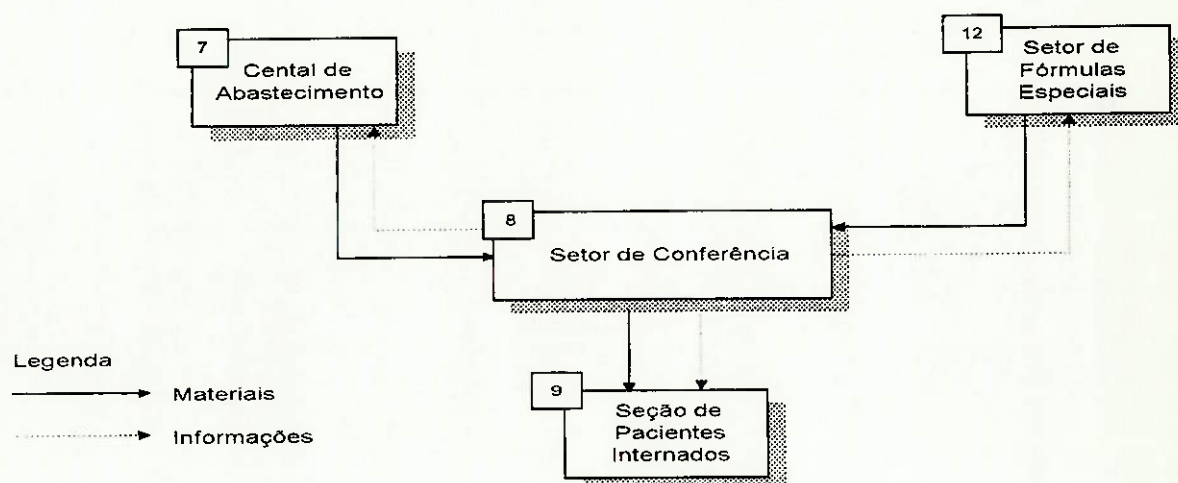 7
Cental de
Abastecimento
12
Setor de
Fórmulas
Especiais
8
Setor de Conferência
Legenda
Materiais
Informações
9
Seção de
Pacientes
Internados